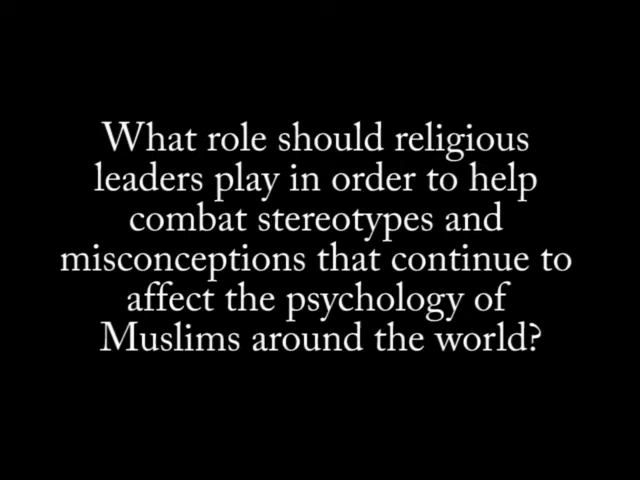 What role should religious
leaders play in order to help
combat stereotypes and
misconceptions that continue to
affect the psychology of
Muslims around the world?